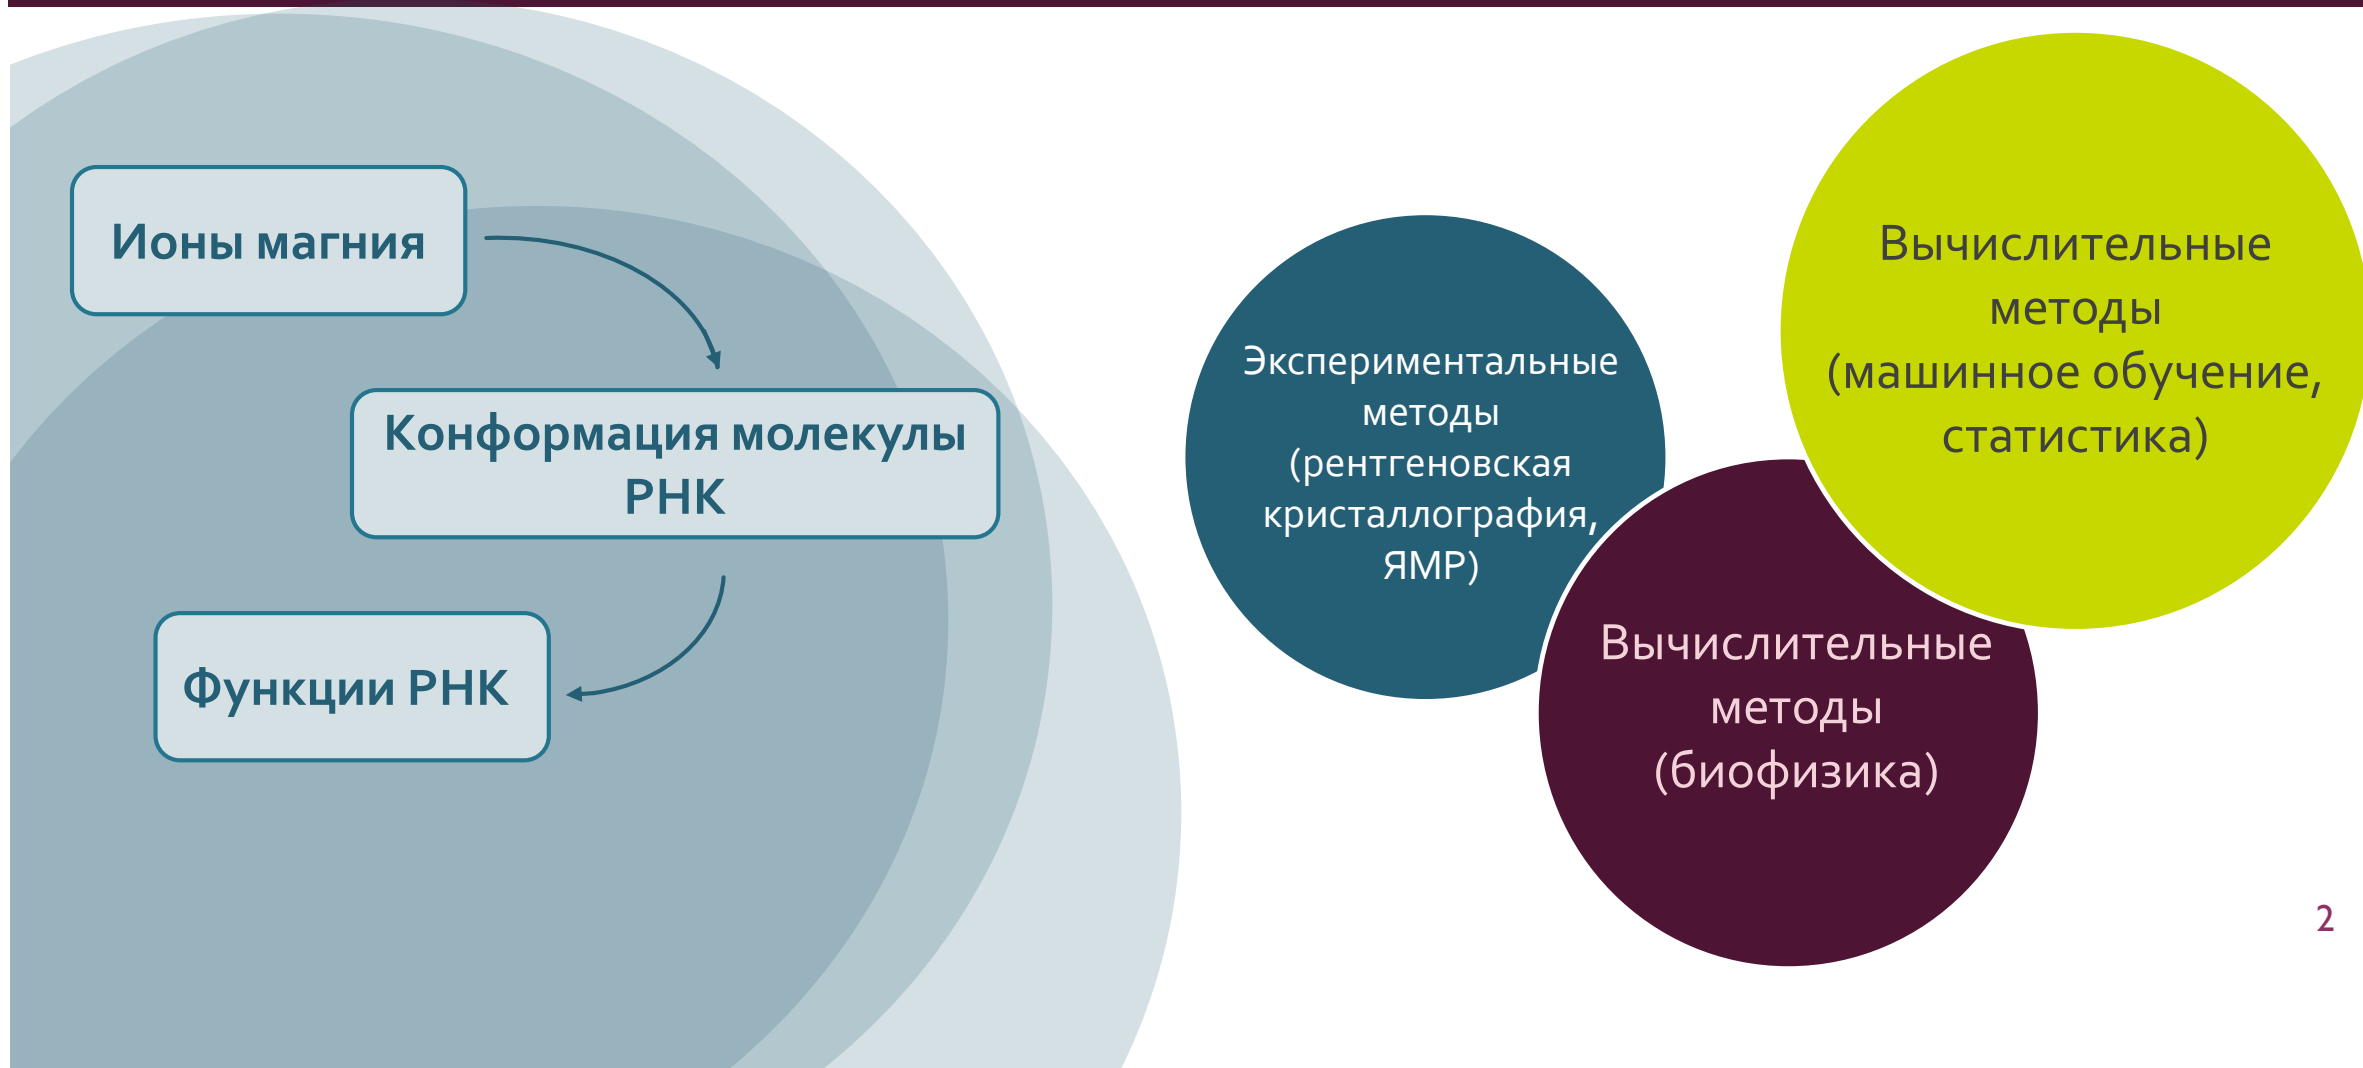 Ионы магния
Конформация молекулы
РНК
Функции РНК
Экспериментальные
методы
(рентгеновская
кристаллография,
ЯМР)
Вычислительные
методы
(биофизика)
Вычислительные
методы
(машинное обучение,
статистика)
2